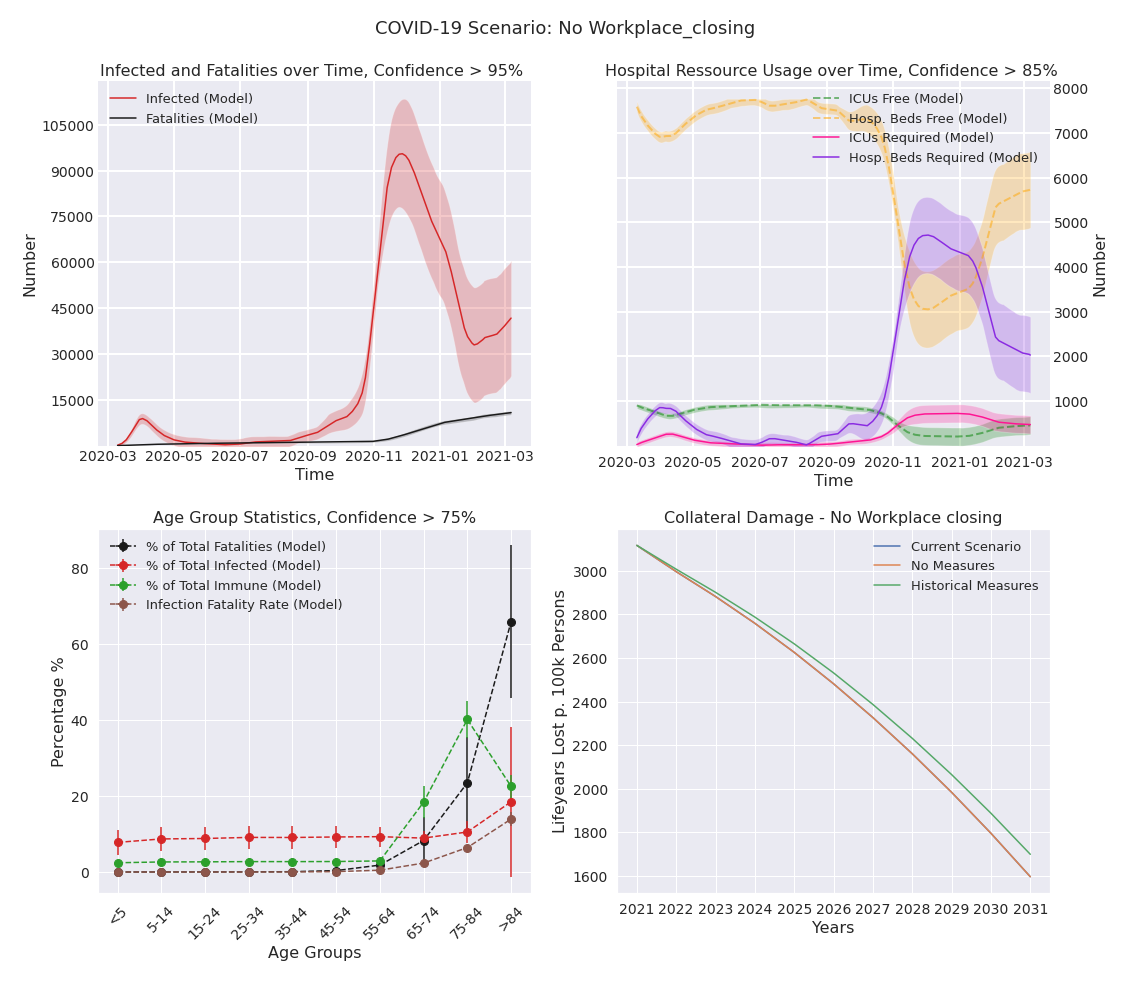 COVID-19 Scenario: No Workplace_closing
Infected and Fatalities over Time, Confidence > 95%
Infected (Model)
Fatalities (Model)
105000
90000
75000
60000
45000
30000
15000
Number
2020-03 2020-05 2020-07 2020-09 2020-11 2021-01 2021-03
Time
Hospital Ressource Usage over Time, Confidence > 85%
ICUs Free (Model)
Hosp. Beds Free (Model)
ICUs Required (Model)
Hosp. Beds Required (Model)
8000
7000
6000
5000
4000
3000
2000
1000
Number
2020-03 2020-05 2020-07 2020-09 2020-11 2021-01 2021-03
Time
Age Group Statistics, Confidence > 75%
% of Total Fatalities (Model)
% of Total Infected (Model)
% of Total Immune (Model)
Infection Fatality Rate (Model)
80
60
40
20
0
Percentage %
<5 5-14 15-24 25-34 35-44 45-54 55-64 65-74 75-84 >84
Age Groups
Collateral Damage - No Workplace closing
Current Scenario
No Measures
Historical Measures
3000
2800
2600
2400
2200
2000
1800
1600
Lifeyears Lost p. 100k Persons
2021 2022 2023 2024 2025 2026 2027 2028 2029 2030 2031
Years